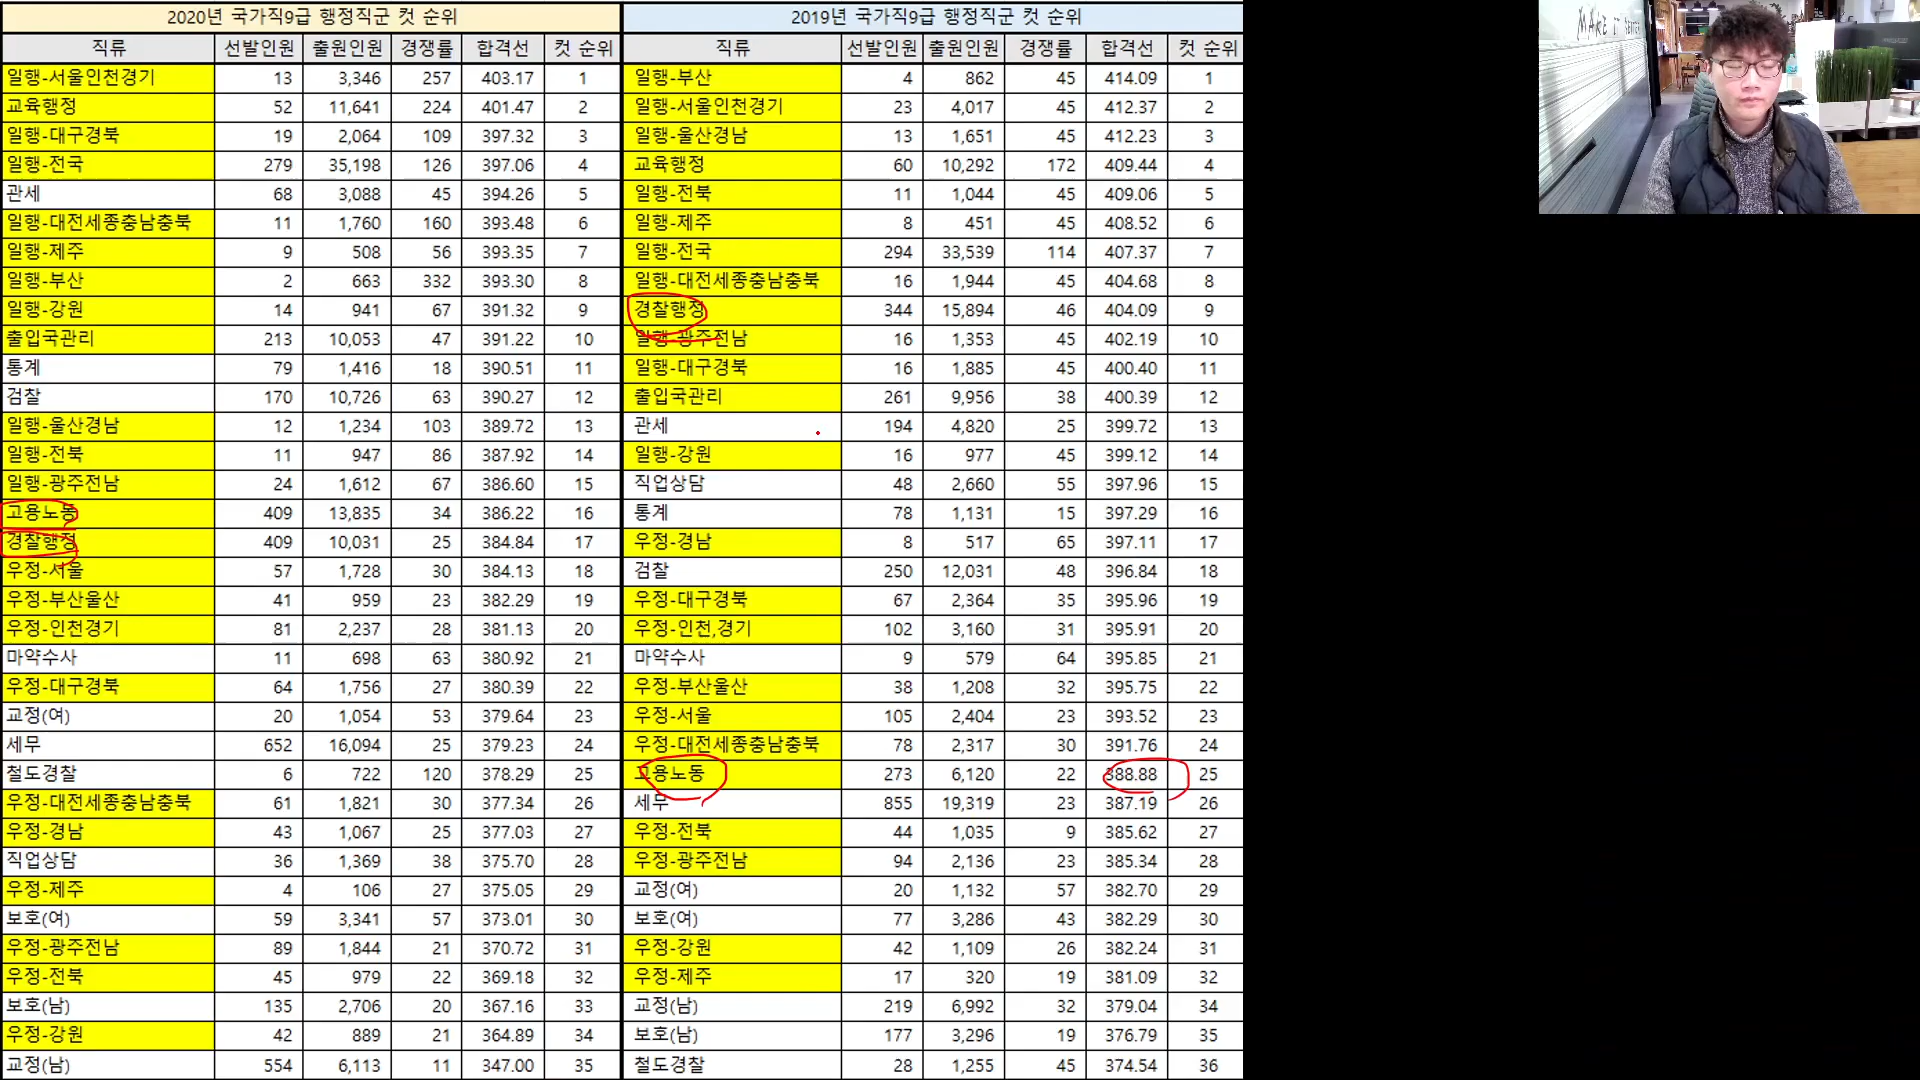 2020년 국가직9급 행정직군 컷 순위
직류 선발인원 출원인원 경쟁률 합격선 컷 순위
일행-서울인천경기 13 3,346 257 403.17 1
교육행정 52 11,641 224 401.47 2
일행-대구경북 19 2,064 109 397.32 3
일행-전국 279 35,198 126 397.06 4
관세 68 3,088 45 394.26 5
일행-대전세종충남충북 11 1,760 160 393.48 6
일행-제주 9 508 56 393.35 7
일행-부산 2 663 332 393.30 8
일행-강원 14 941 67 391.32 9
출입국관리 213 10,053 47 391.22 10
통계 79 1,416 18 390.51 11
검찰 170 10,726 63 390.27 12
일행-울산경남 12 1,234 103 389.72 13
일행-전북 11 947 86 387.92 14
일행-광주전남 24 1,612 67 386.60 15
고용노동 409 13,835 34 386.22 16
경찰행정 409 10,031 25 384.84 17
우정-서울 57 1,728 30 384.13 18
우정-부산울산 41 959 23 382.29 19
우정-인천경기 81 2,237 28 381.13 20
마약수사 11 698 63 380.92 21
우정-대구경북 64 1,756 27 380.39 22
교정(여) 20 1,054 53 379.64 23
세무 652 16,094 25 379.23 24
철도경찰 6 722 120 378.29 25
우정-대전세종충남충북 61 1,821 30 377.34 26
우정-경남 43 1,067 25 377.03 27
직업상담 36 1,369 38 375.70 28
우정-제주 4 106 27 375.05 29
보호(여) 59 3,341 57 373.01 30
우정-광주전남 89 1,844 21 370.72 31
우정-전북 45 979 22 369.18 32
보호(남) 135 2,706 20 367.16 33
우정-강원 42 889 21 364.89 34
교정(남) 554 6,113 11 347.00 35
2019년 국가직9급 행정직군 컷 순위
직류 선발인원 출원인원 경쟁률 합격선 컷 순위
일행-부산 4 862 45 414.09 1
일행-서울인천경기 23 4,017 45 412.37 2
일행-울산경남 13 1,651 45 412.23 3
교육행정 60 10,292 172 409.44 4
일행-전북 11 1,044 45 409.06 5
일행-제주 8 451 45 408.52 6
일행-전국 294 33,539 114 407.37 7
일행-대전세종충남충북 16 1,944 45 404.68 8
경찰행정 344 15,894 46 404.09 9
일행-광주전남 16 1,353 45 402.19 10
일행-대구경북 16 1,885 45 400.40 11
출입국관리 261 9,956 38 400.39 12
관세 194 4,820 25 399.72 13
일행-강원 16 977 45 399.12 14
직업상담 48 2,660 55 397.96 15
통계 78 1,131 15 397.29 16
우정-경남 8 517 65 397.11 17
검찰 250 12,031 48 396.84 18
우정-대구경북 67 2,364 35 395.96 19
우정-인천,경기 102 3,160 31 395.91 20
마약수사 9 579 64 395.85 21
우정-부산울산 38 1,208 32 395.75 22
우정-서울 105 2,404 23 393.52 23
우정-대전세종충남충북 78 2,317 30 391.76 24
고용노동 273 6,120 22 388.88 25
세무 855 19,319 23 387.19 26
우정-전북 44 1,035 9 385.62 27
우정-광주전남 94 2,136 23 385.34 28
교정(여) 20 1,132 57 382.70 29
보호(여) 77 3,286 43 382.29 30
우정-강원 42 1,109 26 382.24 31
우정-제주 17 320 19 381.09 32
교정(남) 219 6,992 32 379.04 34
보호(남) 177 3,296 19 376.79 35
철도경찰 28 1,255 45 374.54 36
MAKE IT